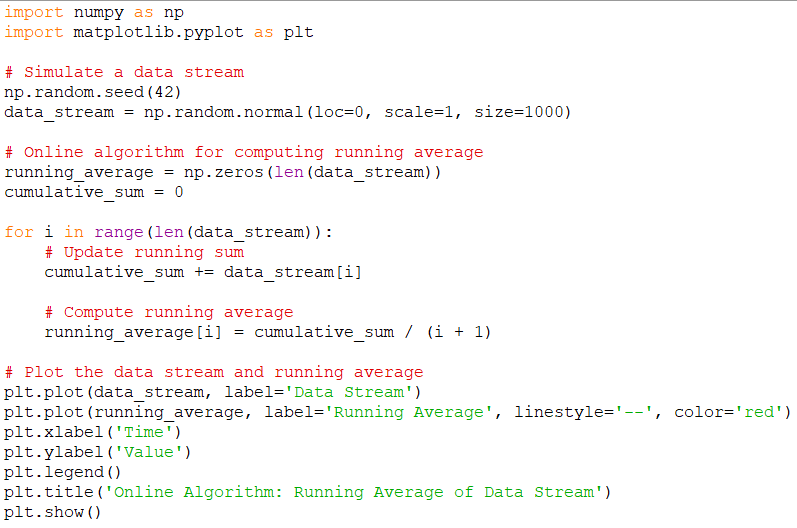 import numpy as np
import matplotlib.pyplot as plt

# Simulate a data stream
np.random.seed(42)
data_stream = np.random.normal(loc=0, scale=1, size=1000)

# Online algorithm for computing running average
running_average = np.zeros(len(data_stream))
cumulative_sum = 0

for i in range(len(data_stream)):
    # Update running sum
    cumulative_sum += data_stream[i]

    # Compute running average
    running_average[i] = cumulative_sum / (i + 1)

# Plot the data stream and running average
plt.plot(data_stream, label='Data Stream')
plt.plot(running_average, label='Running Average', linestyle='--', color='red')
plt.xlabel('Time')
plt.ylabel('Value')
plt.legend()
plt.title('Online Algorithm: Running Average of Data Stream')
plt.show()